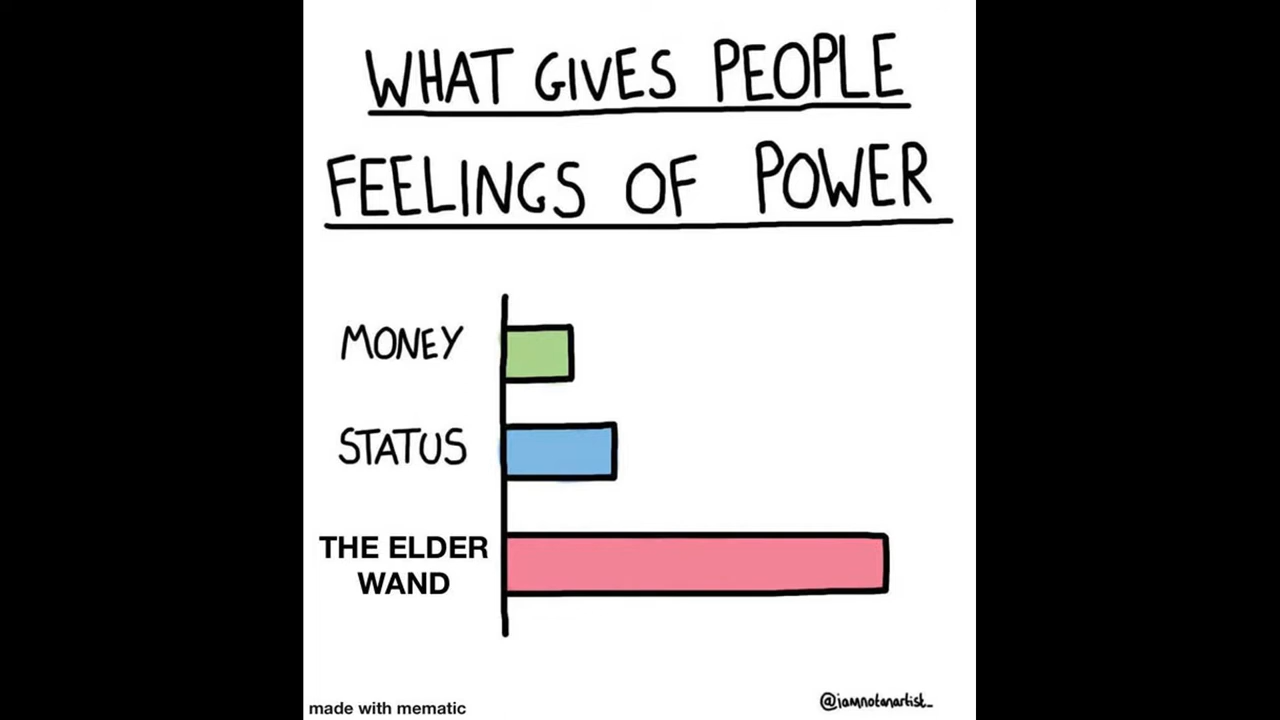 WHAT GIVES PEOPLE
FEELINGS OF POWER
MONEY
STATUS
THE ELDER
WAND
made with mematic
@iamnotanartist_